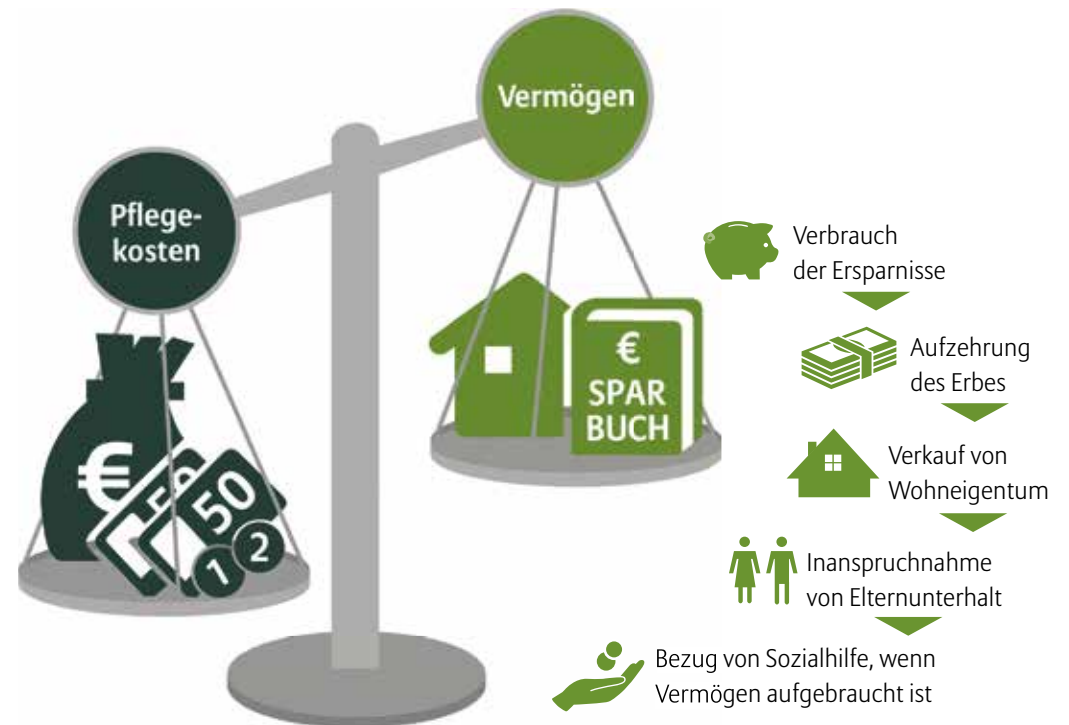 Vermögen
Pflege-
kosten
€
50
50
1
2
€
SPAR
BUCH
Verbrauch
der Ersparnisse
Aufzehrung
des Erbes
Verkauf von
Wohneigentum
Inanspruchnahme
von Elternunterhalt
Bezug von Sozialhilfe, wenn
Vermögen aufgebraucht ist